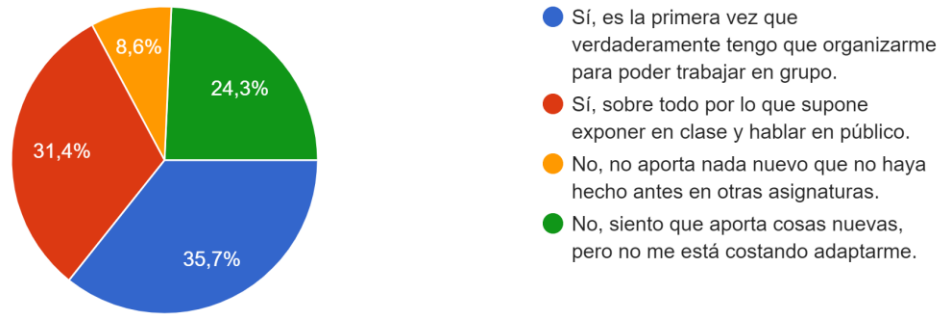 8,6%
24,3%
31,4%
35,7%
Sí, es la primera vez que
verdaderamente tengo que organizarme
para poder trabajar en grupo.
Sí, sobre todo por lo que supone
exponer en clase y hablar en público.
No, no aporta nada nuevo que no haya
hecho antes en otras asignaturas.
No, siento que aporta cosas nuevas,
pero no me está costando adaptarme.